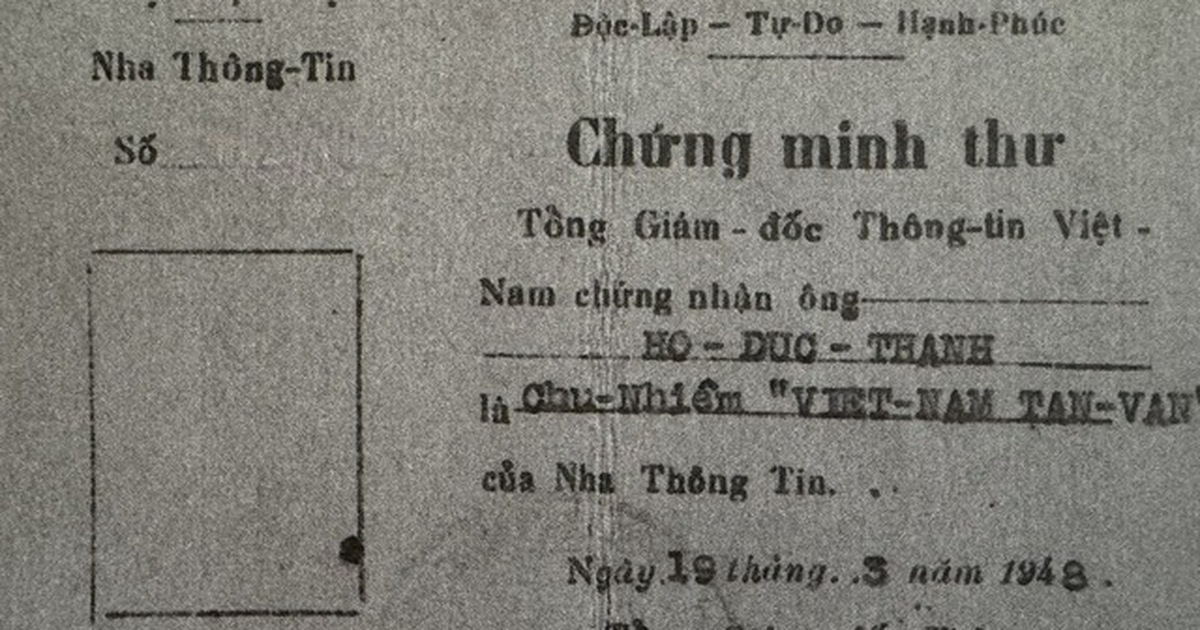 Độc-Lập — Tự-Do — Hạnh-Phúc
Nha Thông-Tin
Số
Chứng minh thư
Tổng Giám - đốc Thông-tin Việt -
Nam chứng nhận ông
HO - DUC - THANH
là Chu-Nhiêm "VIET-NAM TAN-VAN"
của Nha Thông Tin.
Ngày 19 tháng. .3 năm 1948.